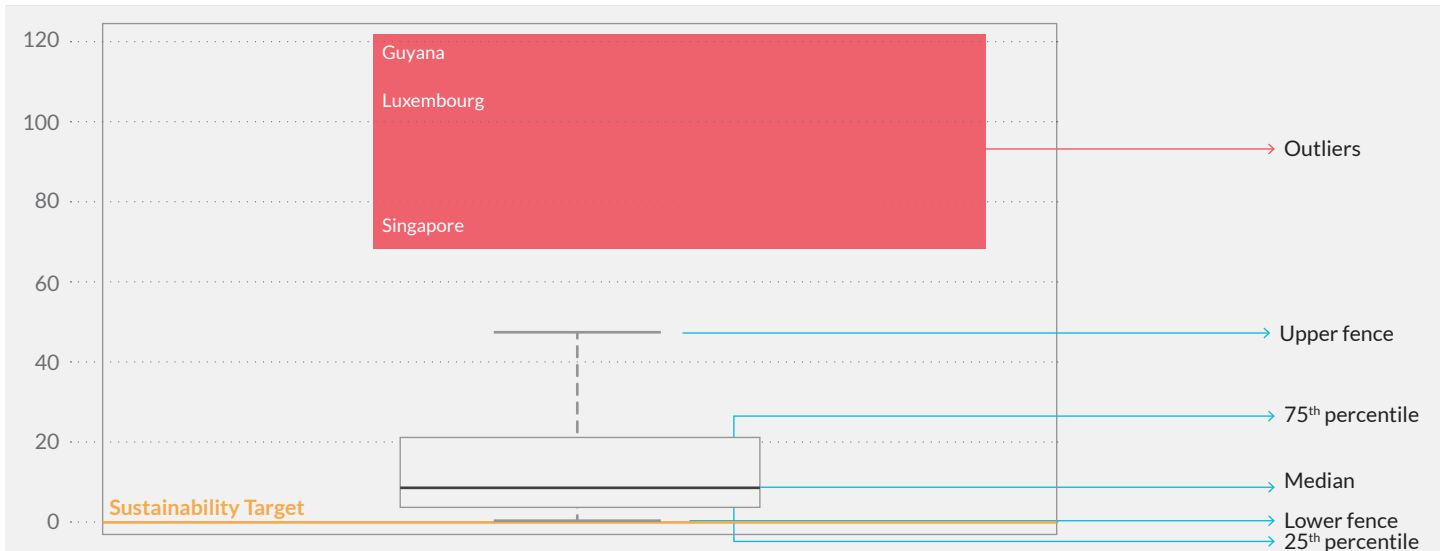 120
Guyana
Luxembourg
100
Outliers
80
Singapore
60
Upper fence
40
75th percentile
20
Median
Sustainability Target
0
Lower fence
25th percentile